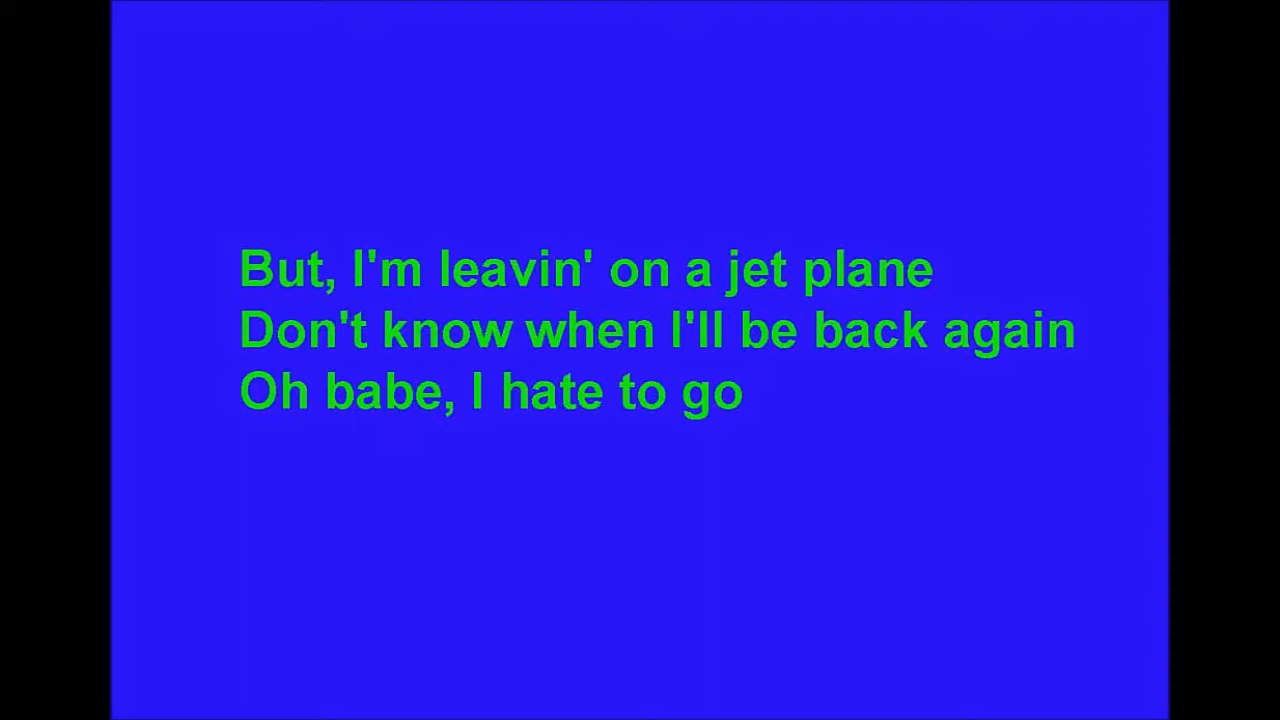 But, I'm leavin' on a jet plane
Don't know when I'll be back again
Oh babe, I hate to go